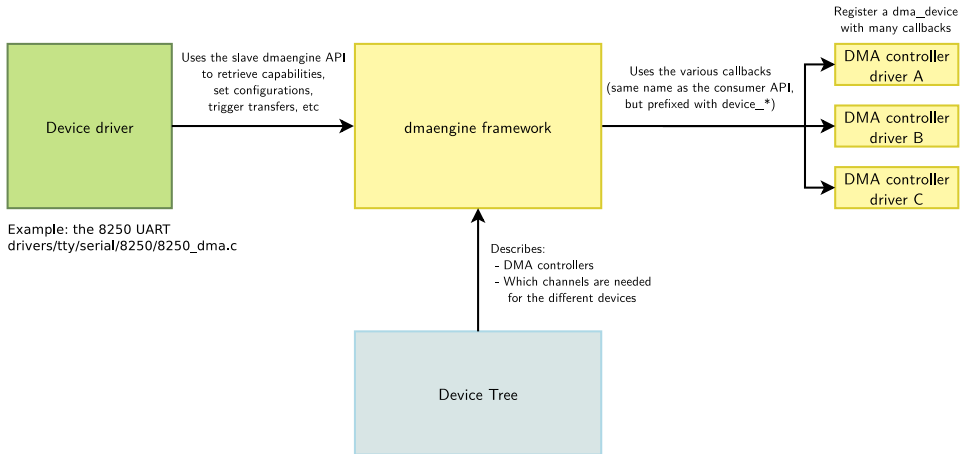 Register a dma_device
with many callbacks
Uses the slave dmaengine API
to retrieve capabilities,
set configurations,
trigger transfers, etc
Uses the various callbacks
(same name as the consumer API,
but prefixed with device_*)
DMA controller
driver A
Device driver
dmaengine framework
DMA controller
driver B
DMA controller
driver C
Example: the 8250 UART
drivers/tty/serial/8250/8250_dma.c
Describes:
- DMA controllers
- Which channels are needed
for the different devices
Device Tree